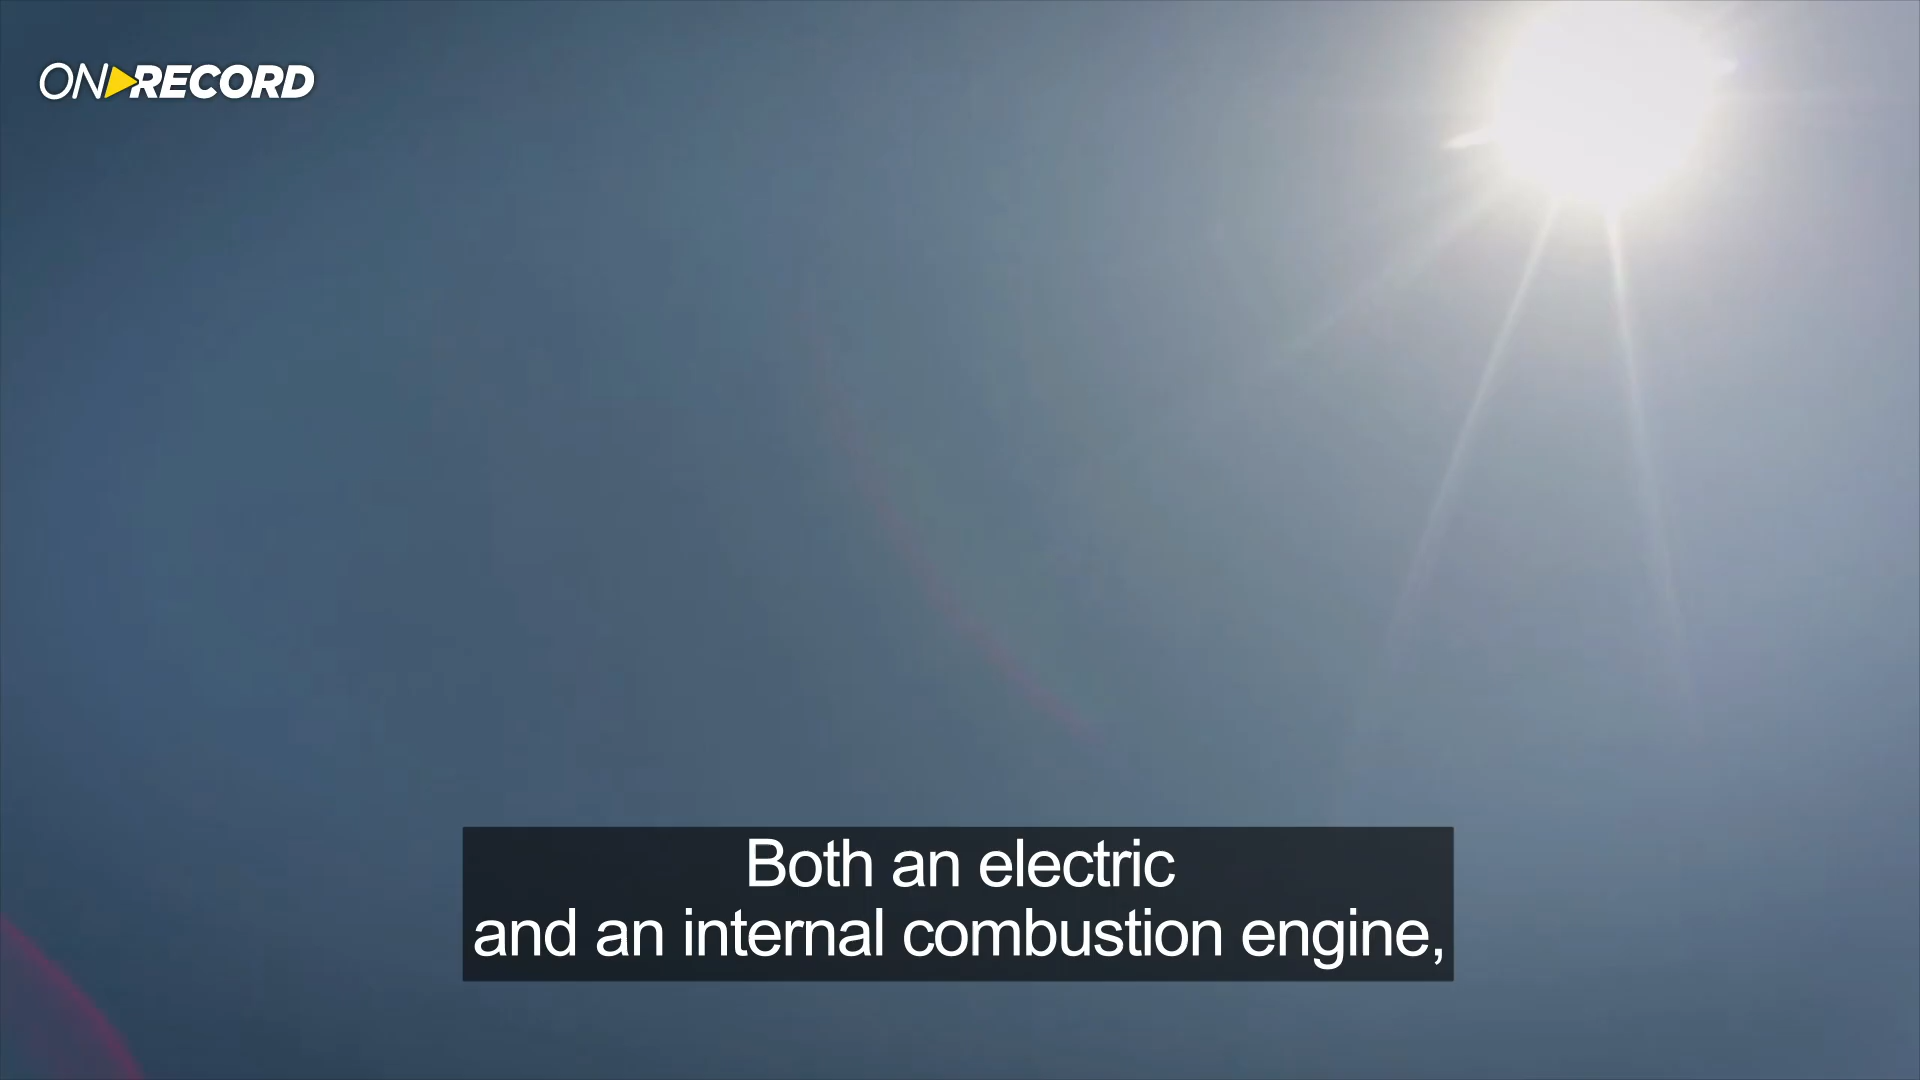 ON RECORD
Both an electric
and an internal combustion engine,